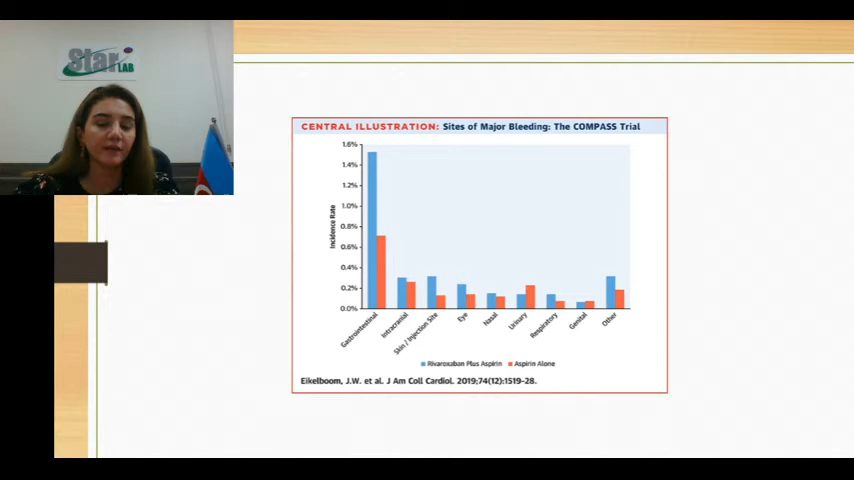 Star
LAB
CENTRAL ILLUSTRATION: Sites of Major Bleeding: The COMPASS Trial
1.6%
1.4%
1.2%
1.0%
0.8%
0.6%
0.4%
0.2%
0.0%
Incidence Rate
Gastrointestinal
Intracranial
Skin / Injection Site
Eye
Nasal
Urinary
Respiratory
Genital
Other
Rivaroxaban Plus Aspirin
Aspirin Alone
Eikelboom, J.W. et al. J Am Coll Cardiol. 2019;74(12):1519-28.